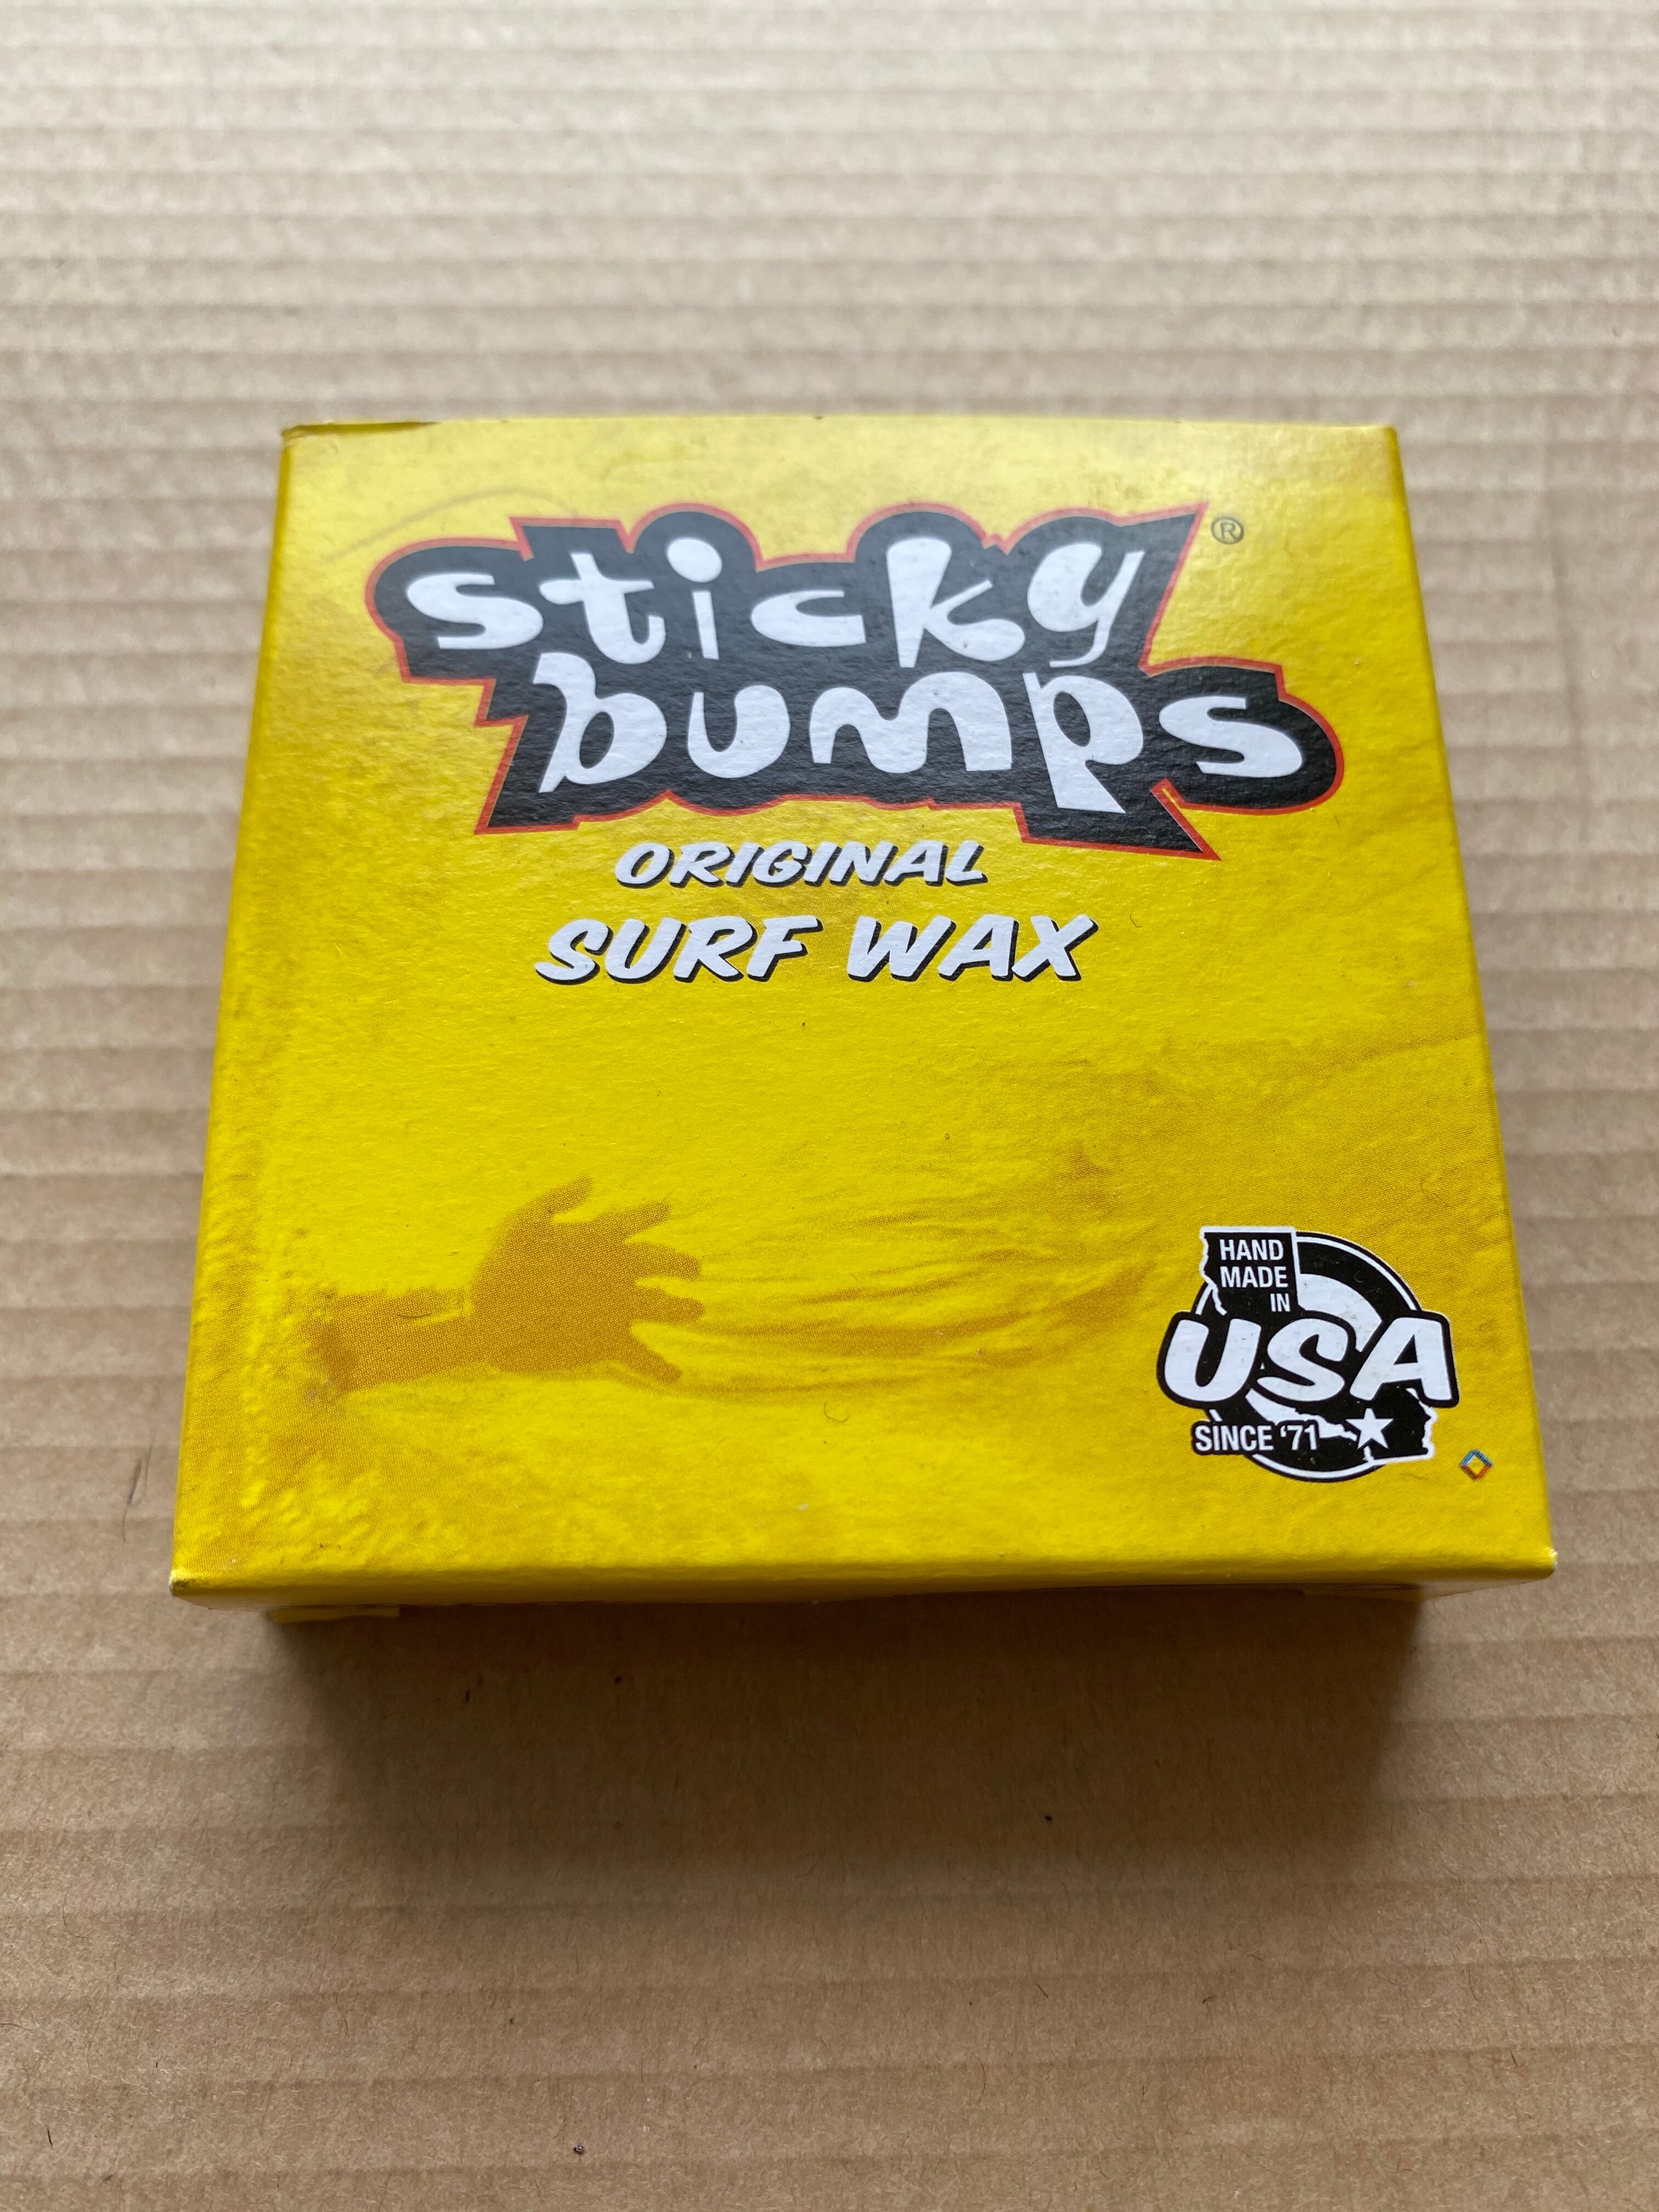 sticky ®
bumps
ORIGINAL
SURF WAX
HAND
MADE
IN
USA
SINCE '71